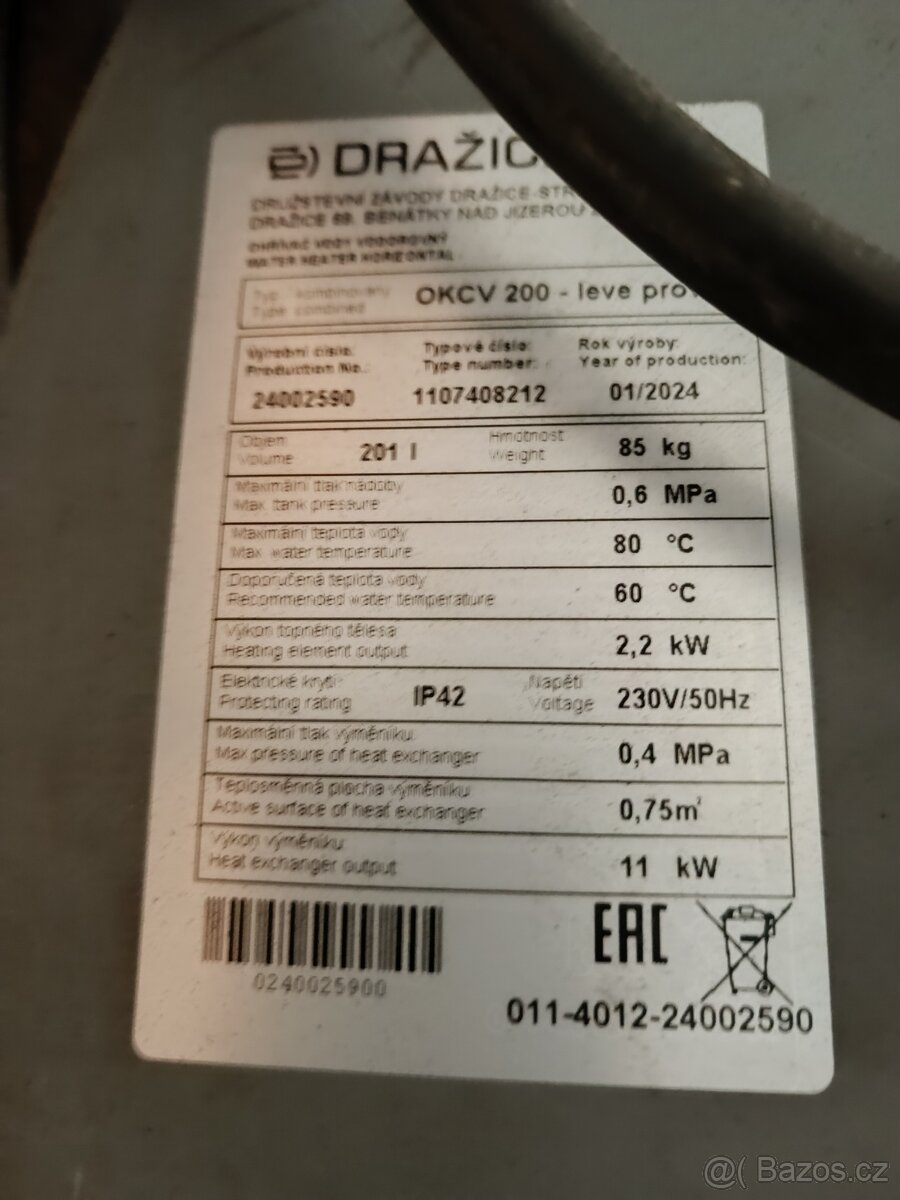 DRAŽIC
DRUŽSTEVNÍ ZÁVODY DRAŽICE-STR
DRAŽICE 69, BENÁTKY NAD JIZEROU
OHŘÍVAČ VODY VODOROVNÝ
WATER HEATER HORIZONTAL
Typ kombinovaný
Type combined
OKCV 200 - leve prov
Výrobní číslo: Typové číslo: Rok výroby:
Production No.: Type number: Year of production:
24002590 1107408212 01/2024
Objem Hmotnost
Volume 201 l Weight 85 kg
Maximální tlak nádoby
Max. tank pressure 0,6 MPa
Maximální teplota vody
Max. water temperature 80 °C
Doporučená teplota vody
Recommended water temperature 60 °C
Výkon topného tělesa
Heating element output 2,2 kW
Elektrické krytí Napětí
Protecting rating IP42 Voltage 230V/50Hz
Maximální tlak výměníku
Max pressure of heat exchanger 0,4 MPa
Teplosměnná plocha výměníku
Active surface of heat exchanger 0,75m²
Výkon výměníku
Heat exchanger output 11 kW
EAC
0240025900
011-4012-24002590
@( Bazos.cz